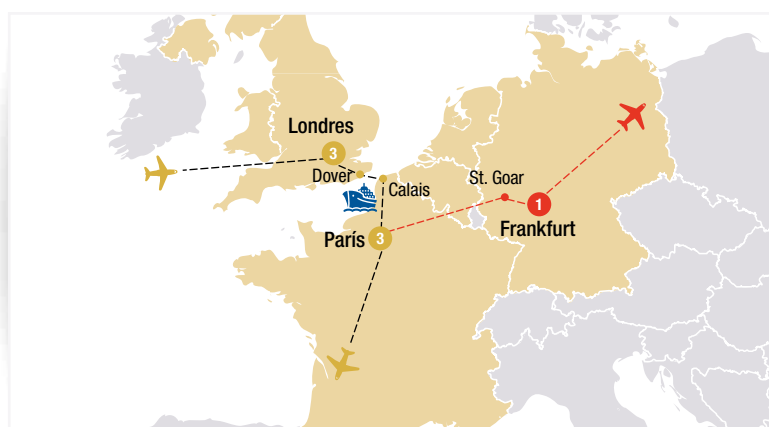 Londres
3
Dover
Calais
St. Goar
1
Frankfurt
París
3